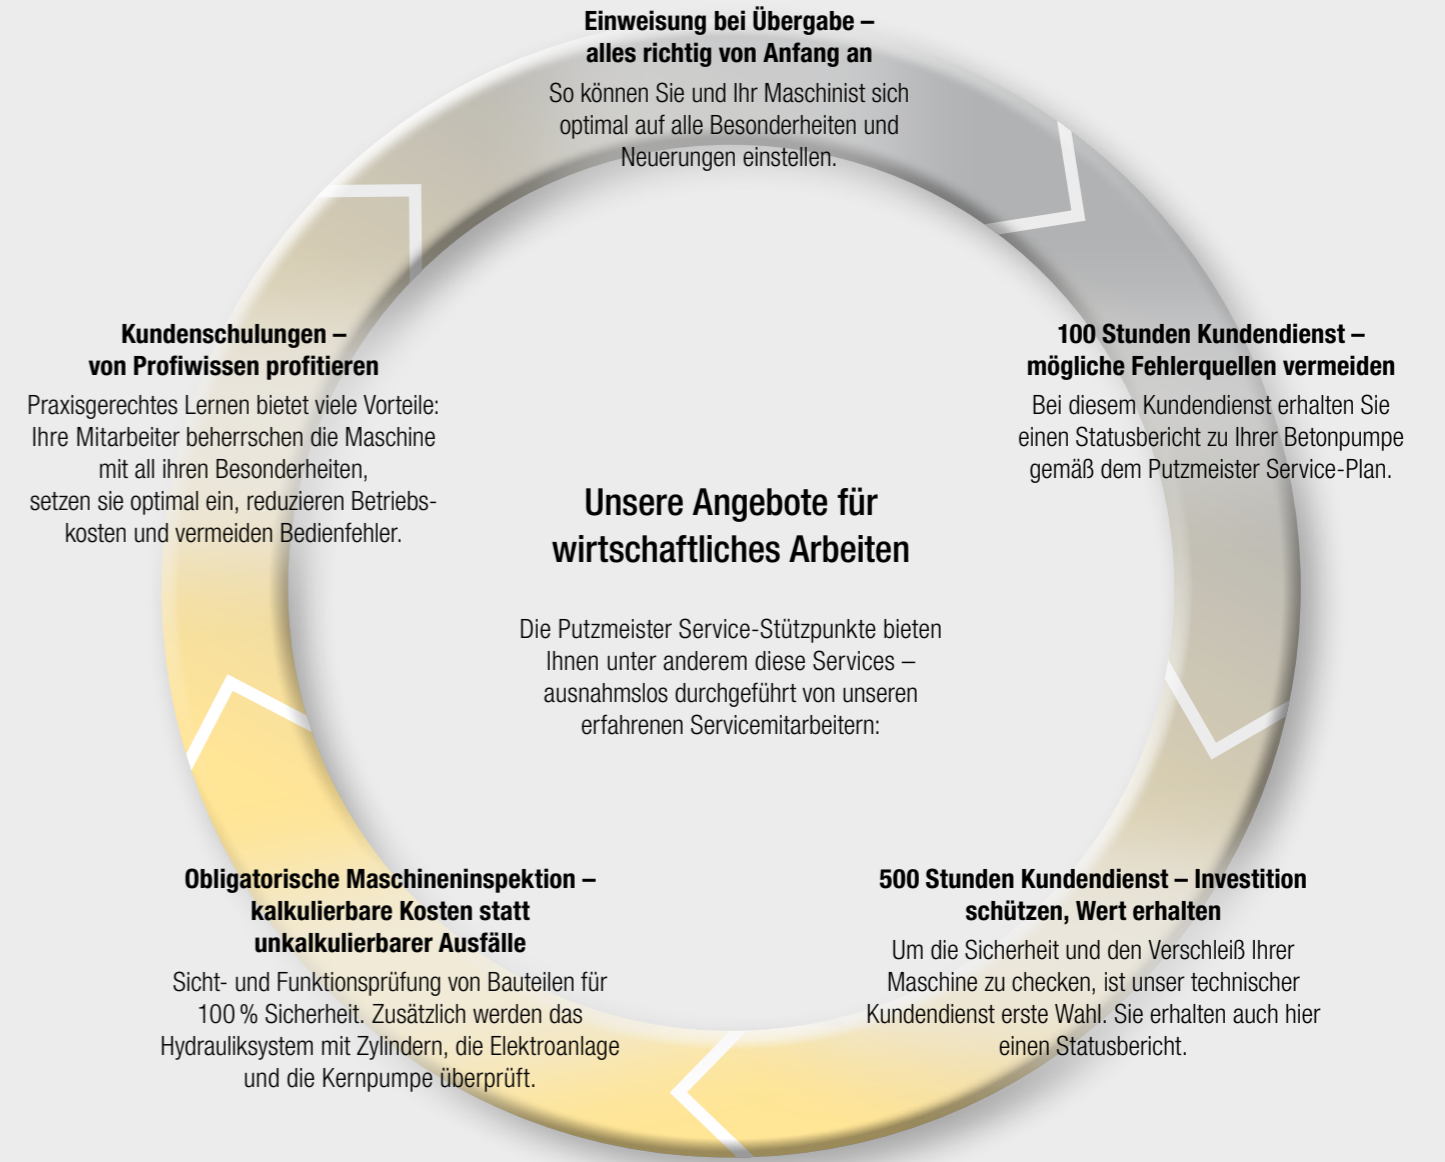 Einweisung bei Übergabe –
alles richtig von Anfang an
So können Sie und Ihr Maschinist sich
optimal auf alle Besonderheiten und
Neuerungen einstellen.
100 Stunden Kundendienst –
mögliche Fehlerquellen vermeiden
Bei diesem Kundendienst erhalten Sie
einen Statusbericht zu Ihrer Betonpumpe
gemäß dem Putzmeister Service-Plan.
500 Stunden Kundendienst – Investition
schützen, Wert erhalten
Um die Sicherheit und den Verschleiß Ihrer
Maschine zu checken, ist unser technischer
Kundendienst erste Wahl. Sie erhalten auch hier
einen Statusbericht.
Obligatorische Maschineninspektion –
kalkulierbare Kosten statt
unkalkulierbarer Ausfälle
Sicht- und Funktionsprüfung von Bauteilen für
100 % Sicherheit. Zusätzlich werden das
Hydrauliksystem mit Zylindern, die Elektroanlage
und die Kernpumpe überprüft.
Kundenschulungen –
von Profiwissen profitieren
Praxisgerechtes Lernen bietet viele Vorteile:
Ihre Mitarbeiter beherrschen die Maschine
mit all ihren Besonderheiten,
setzen sie optimal ein, reduzieren Betriebs-
kosten und vermeiden Bedienfehler.
Unsere Angebote für
wirtschaftliches Arbeiten
Die Putzmeister Service-Stützpunkte bieten
Ihnen unter anderem diese Services –
ausnahmslos durchgeführt von unseren
erfahrenen Servicemitarbeitern: